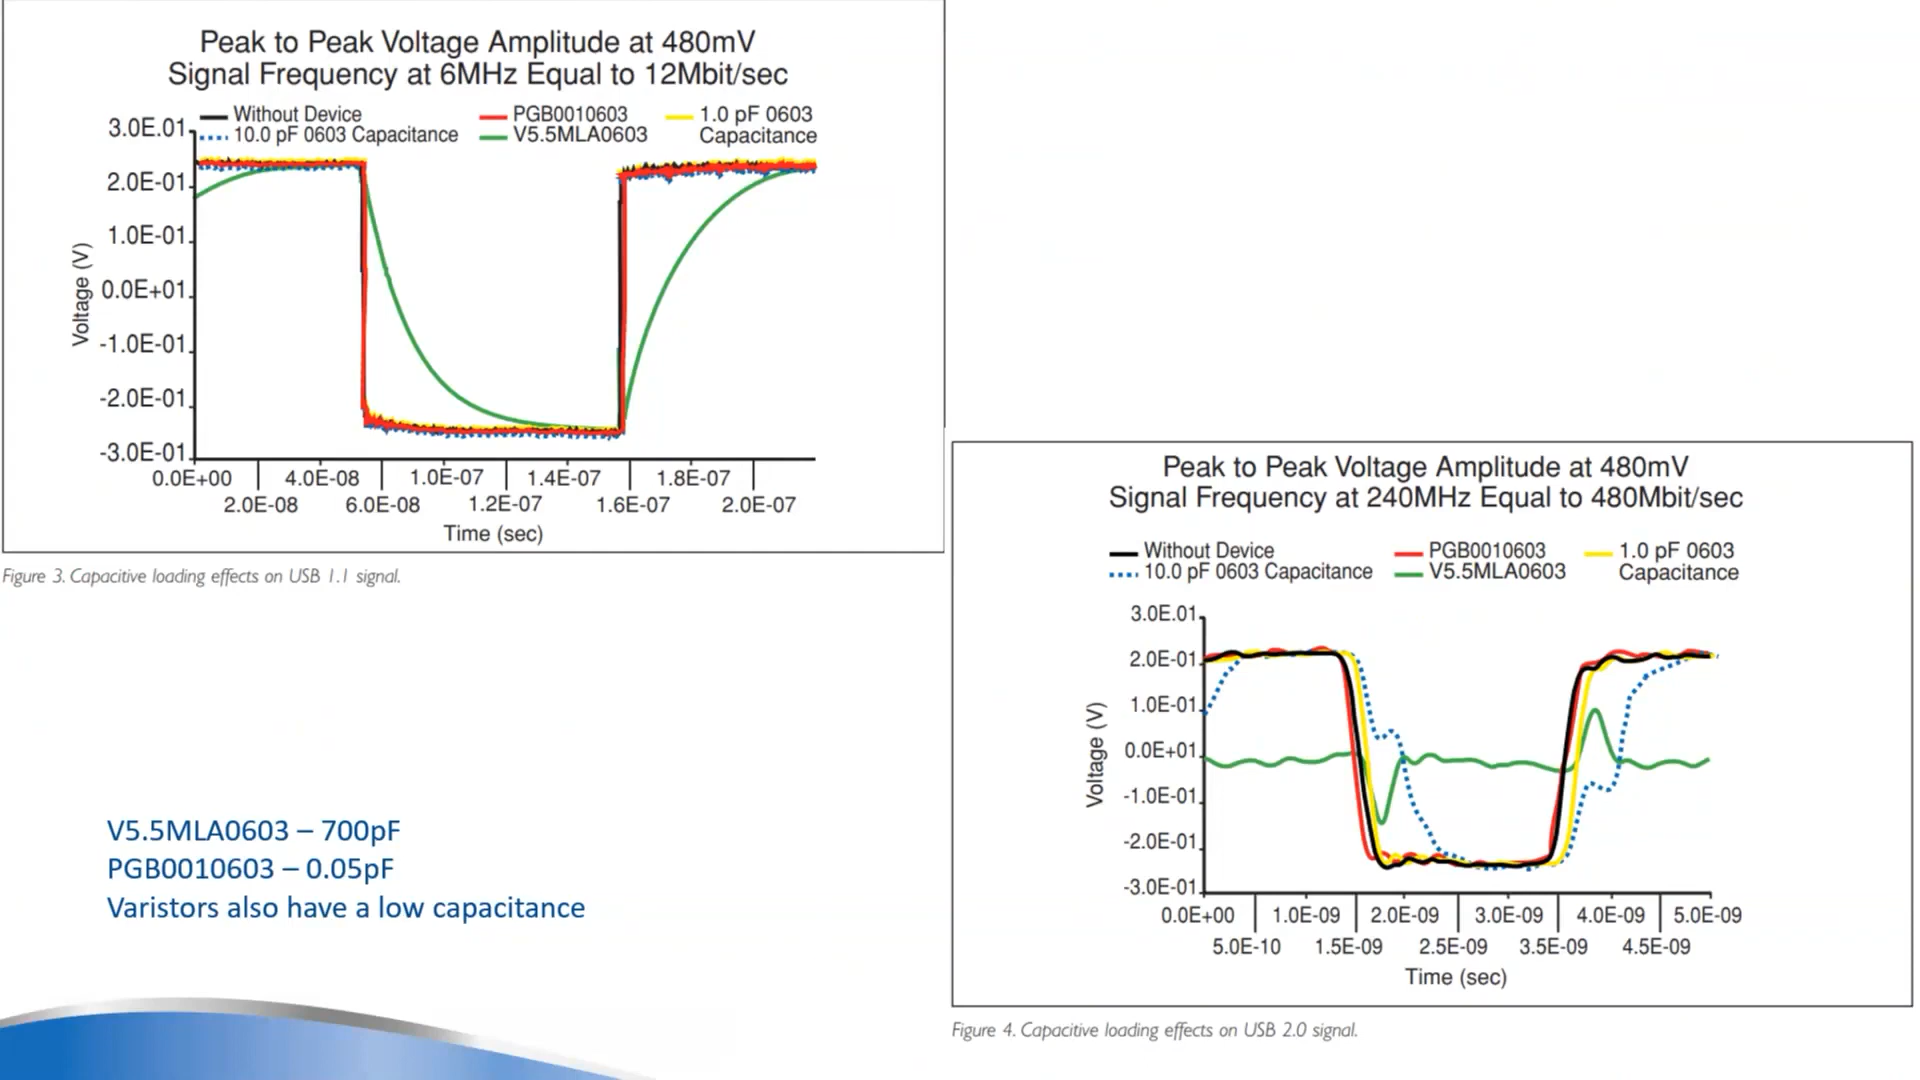 Peak to Peak Voltage Amplitude at 480mV
Signal Frequency at 6MHz Equal to 12Mbit/sec
Without Device
PGB0010603
1.0 pF 0603
10.0 pF 0603 Capacitance
V5.5MLA0603
Capacitance
3.0E.01
2.0E-01
1.0E-01
0.0E+01
-1.0E-01
-2.0E-01
-3.0E-01
Voltage (V)
0.0E+00 4.0E-08 1.0E-07 1.4E-07 1.8E-07
2.0E-08 6.0E-08 1.2E-07 1.6E-07 2.0E-07
Time (sec)
Figure 3. Capacitive loading effects on USB 1.1 signal.
V5.5MLA0603 – 700pF
PGB0010603 – 0.05pF
Varistors also have a low capacitance
Peak to Peak Voltage Amplitude at 480mV
Signal Frequency at 240MHz Equal to 480Mbit/sec
Without Device
PGB0010603
1.0 pF 0603
10.0 pF 0603 Capacitance
V5.5MLA0603
Capacitance
3.0E.01
2.0E-01
1.0E-01
0.0E+01
-1.0E-01
-2.0E-01
-3.0E-01
Voltage (V)
0.0E+00 1.0E-09 2.0E-09 3.0E-09 4.0E-09 5.0E-09
5.0E-10 1.5E-09 2.5E-09 3.5E-09 4.5E-09
Time (sec)
Figure 4. Capacitive loading effects on USB 2.0 signal.